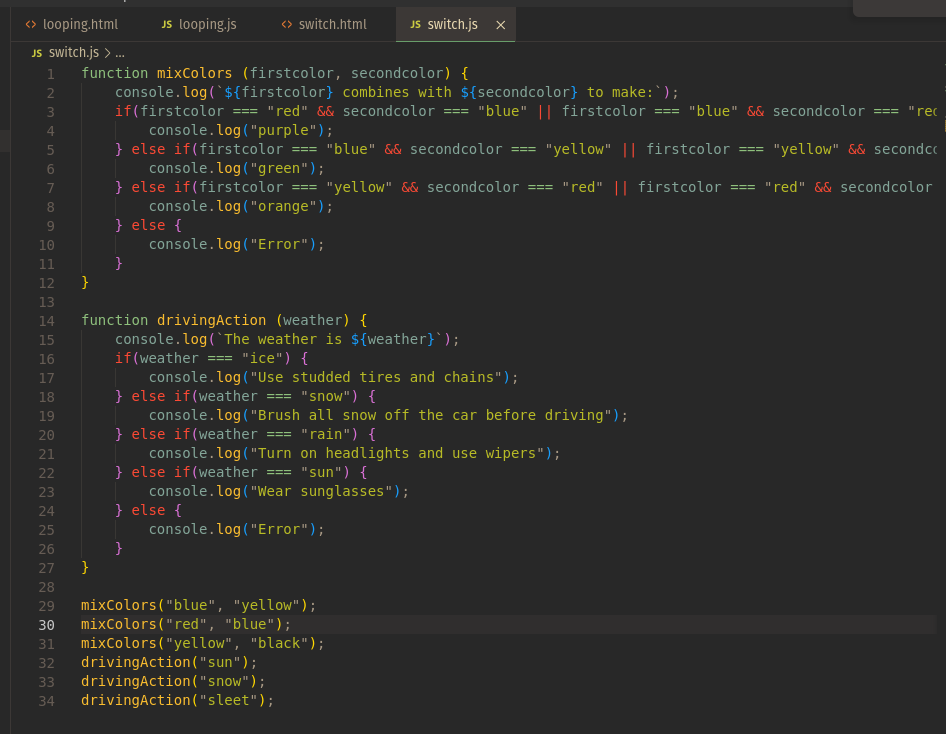 looping.html JS looping.js switch.html JS switch.js
JS switch.js > ...
1 function mixColors (firstcolor, secondcolor) {
2 console.log(`${firstcolor} combines with ${secondcolor} to make:`);
3 if(firstcolor === "red" && secondcolor === "blue" || firstcolor === "blue" && secondcolor === "red
4 console.log("purple");
5 } else if(firstcolor === "blue" && secondcolor === "yellow" || firstcolor === "yellow" && secondco
6 console.log("green");
7 } else if(firstcolor === "yellow" && secondcolor === "red" || firstcolor === "red" && secondcolor
8 console.log("orange");
9 } else {
10 console.log("Error");
11 }
12 }
13
14 function drivingAction (weather) {
15 console.log(`The weather is ${weather}`);
16 if(weather === "ice") {
17 console.log("Use studded tires and chains");
18 } else if(weather === "snow") {
19 console.log("Brush all snow off the car before driving");
20 } else if(weather === "rain") {
21 console.log("Turn on headlights and use wipers");
22 } else if(weather === "sun") {
23 console.log("Wear sunglasses");
24 } else {
25 console.log("Error");
26 }
27 }
28
29 mixColors("blue", "yellow");
30 mixColors("red", "blue");
31 mixColors("yellow", "black");
32 drivingAction("sun");
33 drivingAction("snow");
34 drivingAction("sleet");